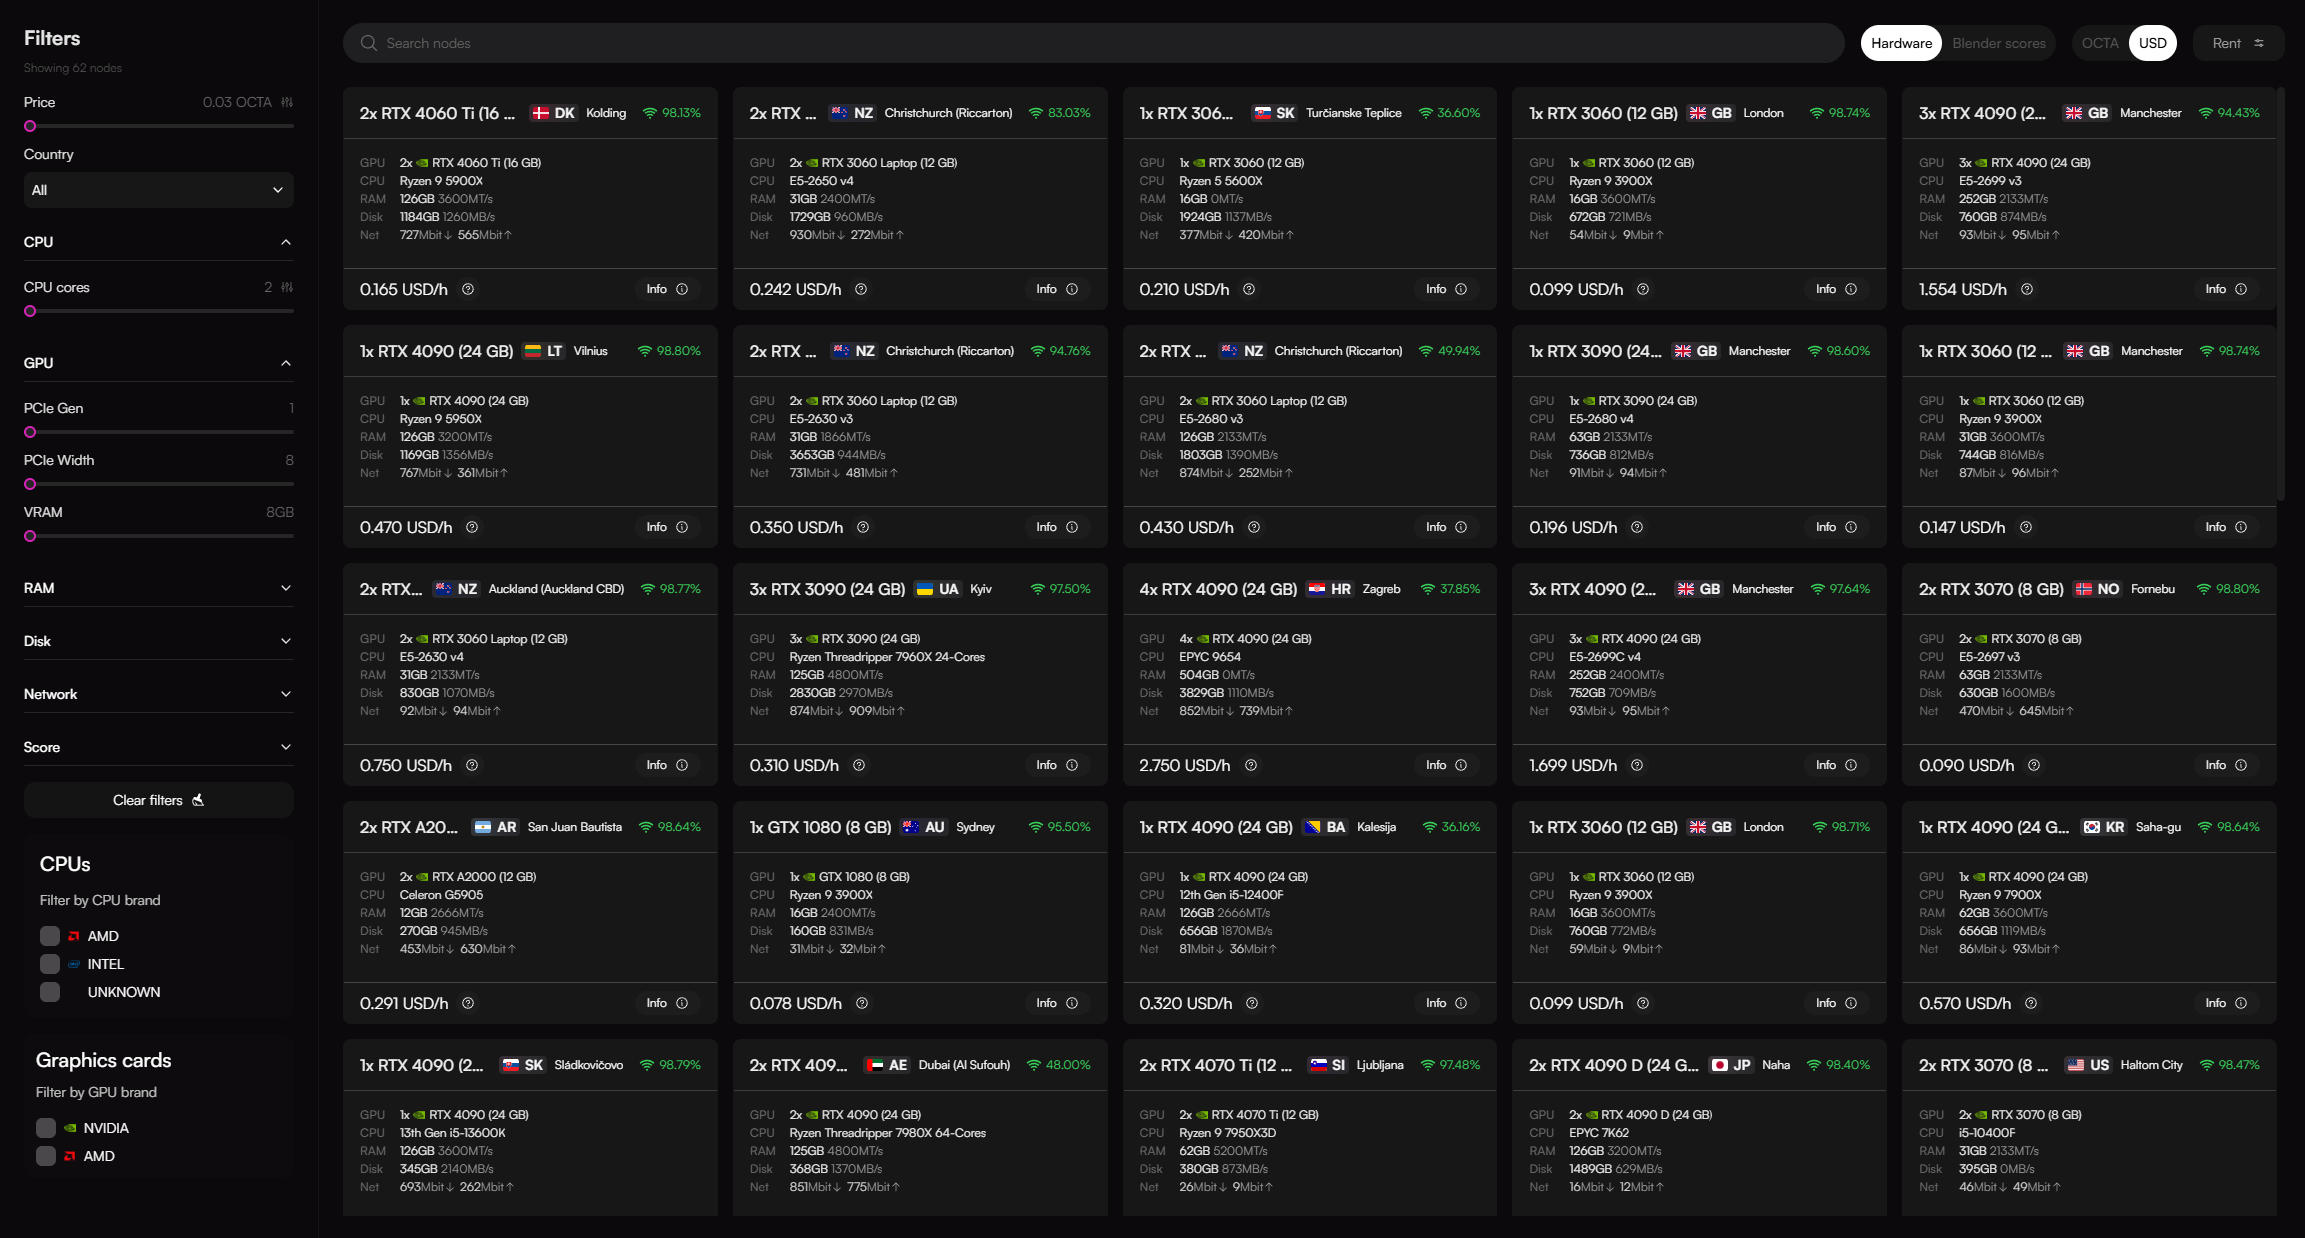 Filters
Showing 62 nodes
Price 0.03 OCTA
Country
All
CPU
CPU cores 2
GPU
PCIe Gen 1
PCIe Width 8
VRAM 8GB
RAM
Disk
Network
Score
Clear filters
CPUs
Filter by CPU brand
AMD
INTEL
UNKNOWN
Graphics cards
Filter by GPU brand
NVIDIA
AMD
Search nodes
Hardware Blender scores
OCTA USD
Rent
2x RTX 4060 Ti (16 ... DK Kolding 98.13%
GPU 2x RTX 4060 Ti (16 GB)
CPU Ryzen 9 5900X
RAM 126GB 3600MT/s
Disk 1184GB 1260MB/s
Net 727Mbit↓ 565Mbit↑
0.165 USD/h Info
2x RTX ... NZ Christchurch (Riccarton) 83.03%
GPU 2x RTX 3060 Laptop (12 GB)
CPU E5-2650 v4
RAM 31GB 2400MT/s
Disk 1729GB 960MB/s
Net 930Mbit↓ 272Mbit↑
0.242 USD/h Info
1x RTX 306... SK Turčianske Teplice 36.60%
GPU 1x RTX 3060 (12 GB)
CPU Ryzen 5 5600X
RAM 16GB 0MT/s
Disk 1924GB 1137MB/s
Net 377Mbit↓ 420Mbit↑
0.210 USD/h Info
1x RTX 3060 (12 GB) GB London 98.74%
GPU 1x RTX 3060 (12 GB)
CPU Ryzen 9 3900X
RAM 16GB 3600MT/s
Disk 672GB 721MB/s
Net 54Mbit↓ 9Mbit↑
0.099 USD/h Info
3x RTX 4090 (2... GB Manchester 94.43%
GPU 3x RTX 4090 (24 GB)
CPU E5-2699 v3
RAM 252GB 2133MT/s
Disk 760GB 874MB/s
Net 93Mbit↓ 95Mbit↑
1.554 USD/h Info
1x RTX 4090 (24 GB) LT Vilnius 98.80%
GPU 1x RTX 4090 (24 GB)
CPU Ryzen 9 5950X
RAM 126GB 3200MT/s
Disk 1169GB 1356MB/s
Net 767Mbit↓ 361Mbit↑
0.470 USD/h Info
2x RTX ... NZ Christchurch (Riccarton) 94.76%
GPU 2x RTX 3060 Laptop (12 GB)
CPU E5-2630 v3
RAM 31GB 1866MT/s
Disk 3653GB 944MB/s
Net 731Mbit↓ 481Mbit↑
0.350 USD/h Info
2x RTX ... NZ Christchurch (Riccarton) 49.94%
GPU 2x RTX 3060 Laptop (12 GB)
CPU E5-2680 v3
RAM 126GB 2133MT/s
Disk 1803GB 1390MB/s
Net 874Mbit↓ 252Mbit↑
0.430 USD/h Info
1x RTX 3090 (24... GB Manchester 98.60%
GPU 1x RTX 3090 (24 GB)
CPU E5-2680 v4
RAM 63GB 2133MT/s
Disk 736GB 812MB/s
Net 91Mbit↓ 94Mbit↑
0.196 USD/h Info
1x RTX 3060 (12 ... GB Manchester 98.74%
GPU 1x RTX 3060 (12 GB)
CPU Ryzen 9 3900X
RAM 31GB 3600MT/s
Disk 744GB 816MB/s
Net 87Mbit↓ 96Mbit↑
0.147 USD/h Info
2x RTX... NZ Auckland (Auckland CBD) 98.77%
GPU 2x RTX 3060 Laptop (12 GB)
CPU E5-2630 v4
RAM 31GB 2133MT/s
Disk 830GB 1070MB/s
Net 92Mbit↓ 94Mbit↑
0.750 USD/h Info
3x RTX 3090 (24 GB) UA Kyiv 97.50%
GPU 3x RTX 3090 (24 GB)
CPU Ryzen Threadripper 7960X 24-Cores
RAM 125GB 4800MT/s
Disk 2830GB 2970MB/s
Net 874Mbit↓ 909Mbit↑
0.310 USD/h Info
4x RTX 4090 (24 GB) HR Zagreb 37.85%
GPU 4x RTX 4090 (24 GB)
CPU EPYC 9654
RAM 504GB 0MT/s
Disk 3829GB 1110MB/s
Net 852Mbit↓ 739Mbit↑
2.750 USD/h Info
3x RTX 4090 (2... GB Manchester 97.64%
GPU 3x RTX 4090 (24 GB)
CPU E5-2699C v4
RAM 252GB 2400MT/s
Disk 752GB 709MB/s
Net 93Mbit↓ 95Mbit↑
1.699 USD/h Info
2x RTX 3070 (8 GB) NO Fornebu 98.80%
GPU 2x RTX 3070 (8 GB)
CPU E5-2697 v3
RAM 63GB 2133MT/s
Disk 630GB 1600MB/s
Net 470Mbit↓ 645Mbit↑
0.090 USD/h Info
2x RTX A20... AR San Juan Bautista 98.64%
GPU 2x RTX A2000 (12 GB)
CPU Celeron G5905
RAM 12GB 2666MT/s
Disk 270GB 945MB/s
Net 453Mbit↓ 630Mbit↑
0.291 USD/h Info
1x GTX 1080 (8 GB) AU Sydney 95.50%
GPU 1x GTX 1080 (8 GB)
CPU Ryzen 9 3900X
RAM 16GB 2400MT/s
Disk 160GB 831MB/s
Net 31Mbit↓ 32Mbit↑
0.078 USD/h Info
1x RTX 4090 (24 GB) BA Kalesija 36.16%
GPU 1x RTX 4090 (24 GB)
CPU 12th Gen i5-12400F
RAM 126GB 2666MT/s
Disk 656GB 1870MB/s
Net 81Mbit↓ 36Mbit↑
0.320 USD/h Info
1x RTX 3060 (12 GB) GB London 98.71%
GPU 1x RTX 3060 (12 GB)
CPU Ryzen 9 3900X
RAM 16GB 3600MT/s
Disk 760GB 772MB/s
Net 59Mbit↓ 9Mbit↑
0.099 USD/h Info
1x RTX 4090 (24 G... KR Saha-gu 98.64%
GPU 1x RTX 4090 (24 GB)
CPU Ryzen 9 7900X
RAM 62GB 3600MT/s
Disk 656GB 1119MB/s
Net 86Mbit↓ 93Mbit↑
0.570 USD/h Info
1x RTX 4090 (2... SK Sládkovičovo 98.79%
GPU 1x RTX 4090 (24 GB)
CPU 13th Gen i5-13600K
RAM 126GB 3600MT/s
Disk 345GB 2140MB/s
Net 693Mbit↓ 262Mbit↑
2x RTX 409... AE Dubai (Al Sufouh) 48.00%
GPU 2x RTX 4090 (24 GB)
CPU Ryzen Threadripper 7980X 64-Cores
RAM 125GB 4800MT/s
Disk 368GB 1370MB/s
Net 851Mbit↓ 775Mbit↑
2x RTX 4070 Ti (12 ... SI Ljubljana 97.48%
GPU 2x RTX 4070 Ti (12 GB)
CPU Ryzen 9 7950X3D
RAM 62GB 5200MT/s
Disk 380GB 873MB/s
Net 26Mbit↓ 9Mbit↑
2x RTX 4090 D (24 G... JP Naha 98.40%
GPU 2x RTX 4090 D (24 GB)
CPU EPYC 7K62
RAM 126GB 3200MT/s
Disk 1489GB 629MB/s
Net 16Mbit↓ 12Mbit↑
2x RTX 3070 (8 ... US Haltom City 98.47%
GPU 2x RTX 3070 (8 GB)
CPU i5-10400F
RAM 31GB 2133MT/s
Disk 395GB 0MB/s
Net 46Mbit↓ 49Mbit↑